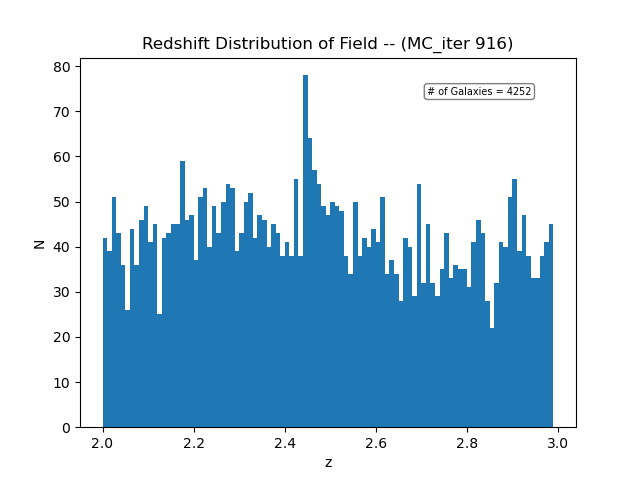 Redshift Distribution of Field -- (MC_iter 916)
# of Galaxies = 4252
80
70
60
50
40
30
20
10
0
N
2.0 2.2 2.4 2.6 2.8 3.0
z